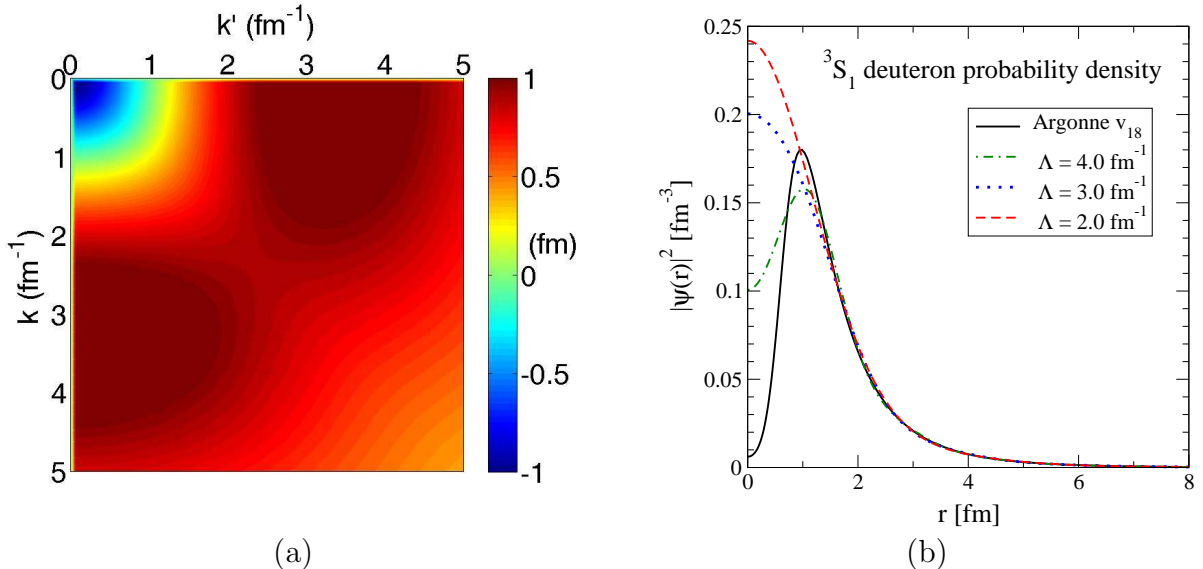 k' (fm⁻¹)
0 1 2 3 4 5
0
1
2
3
4
5
k (fm⁻¹)
1
0.5
(fm)
0
-0.5
-1
(a)
0.25
0.2
0.15
0.1
0.05
0
|ψ(r)|² [fm⁻³]
³S₁ deuteron probability density
Argonne v₁₈
Λ = 4.0 fm⁻¹
Λ = 3.0 fm⁻¹
Λ = 2.0 fm⁻¹
0 2 4 6 8
r [fm]
(b)